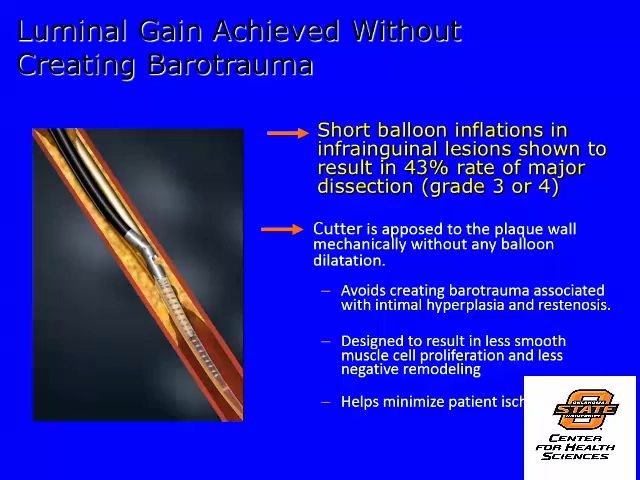 Luminal Gain Achieved Without
Creating Barotrauma
Short balloon inflations in
infrainguinal lesions shown to
result in 43% rate of major
dissection (grade 3 or 4)
Cutter is apposed to the plaque wall
mechanically without any balloon
dilatation.
– Avoids creating barotrauma associated
with intimal hyperplasia and restenosis.
– Designed to result in less smooth
muscle cell proliferation and less
negative remodeling
– Helps minimize patient isch
OKLAHOMA
STATE
UNIVERSITY
CENTER
FOR HEALTH
SCIENCES